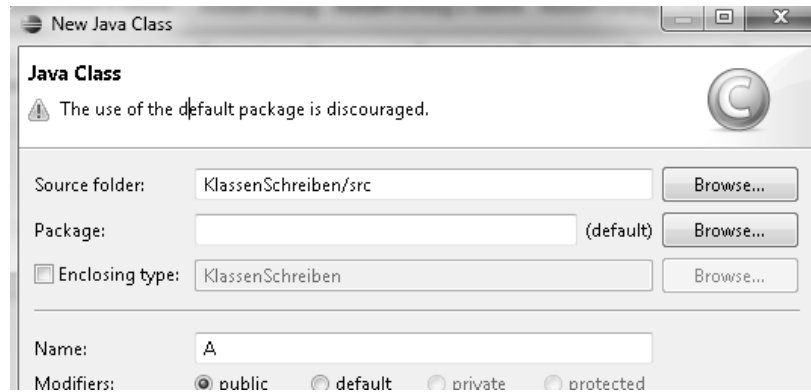 New Java Class
Java Class
The use of the default package is discouraged.
Source folder: KlassenSchreiben/src Browse...
Package: (default) Browse...
Enclosing type: KlassenSchreiben Browse...
Name: A
Modifiers: public default private protected